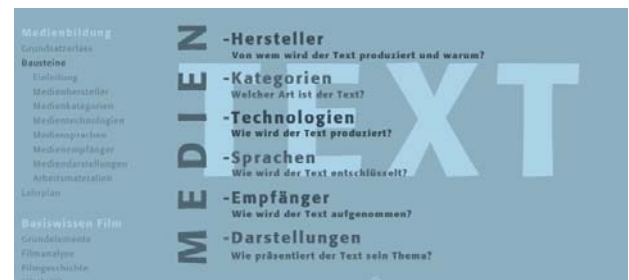 Medienbildung
Grundsatzerlass
Bausteine
Einleitung
Medienhersteller
Medienkategorien
Medientechnologien
Mediensprachen
Medienempfänger
Mediendarstellungen
Arbeitsmaterialien
Lehrplan
Basiswissen Film
Grundelemente
Filmanalyse
Filmgeschichte
MEDIEN
TEXT
-Hersteller
Von wem wird der Text produziert und warum?
-Kategorien
Welcher Art ist der Text?
-Technologien
Wie wird der Text produziert?
-Sprachen
Wie wird der Text entschlüsselt?
-Empfänger
Wie wird der Text aufgenommen?
-Darstellungen
Wie präsentiert der Text sein Thema?